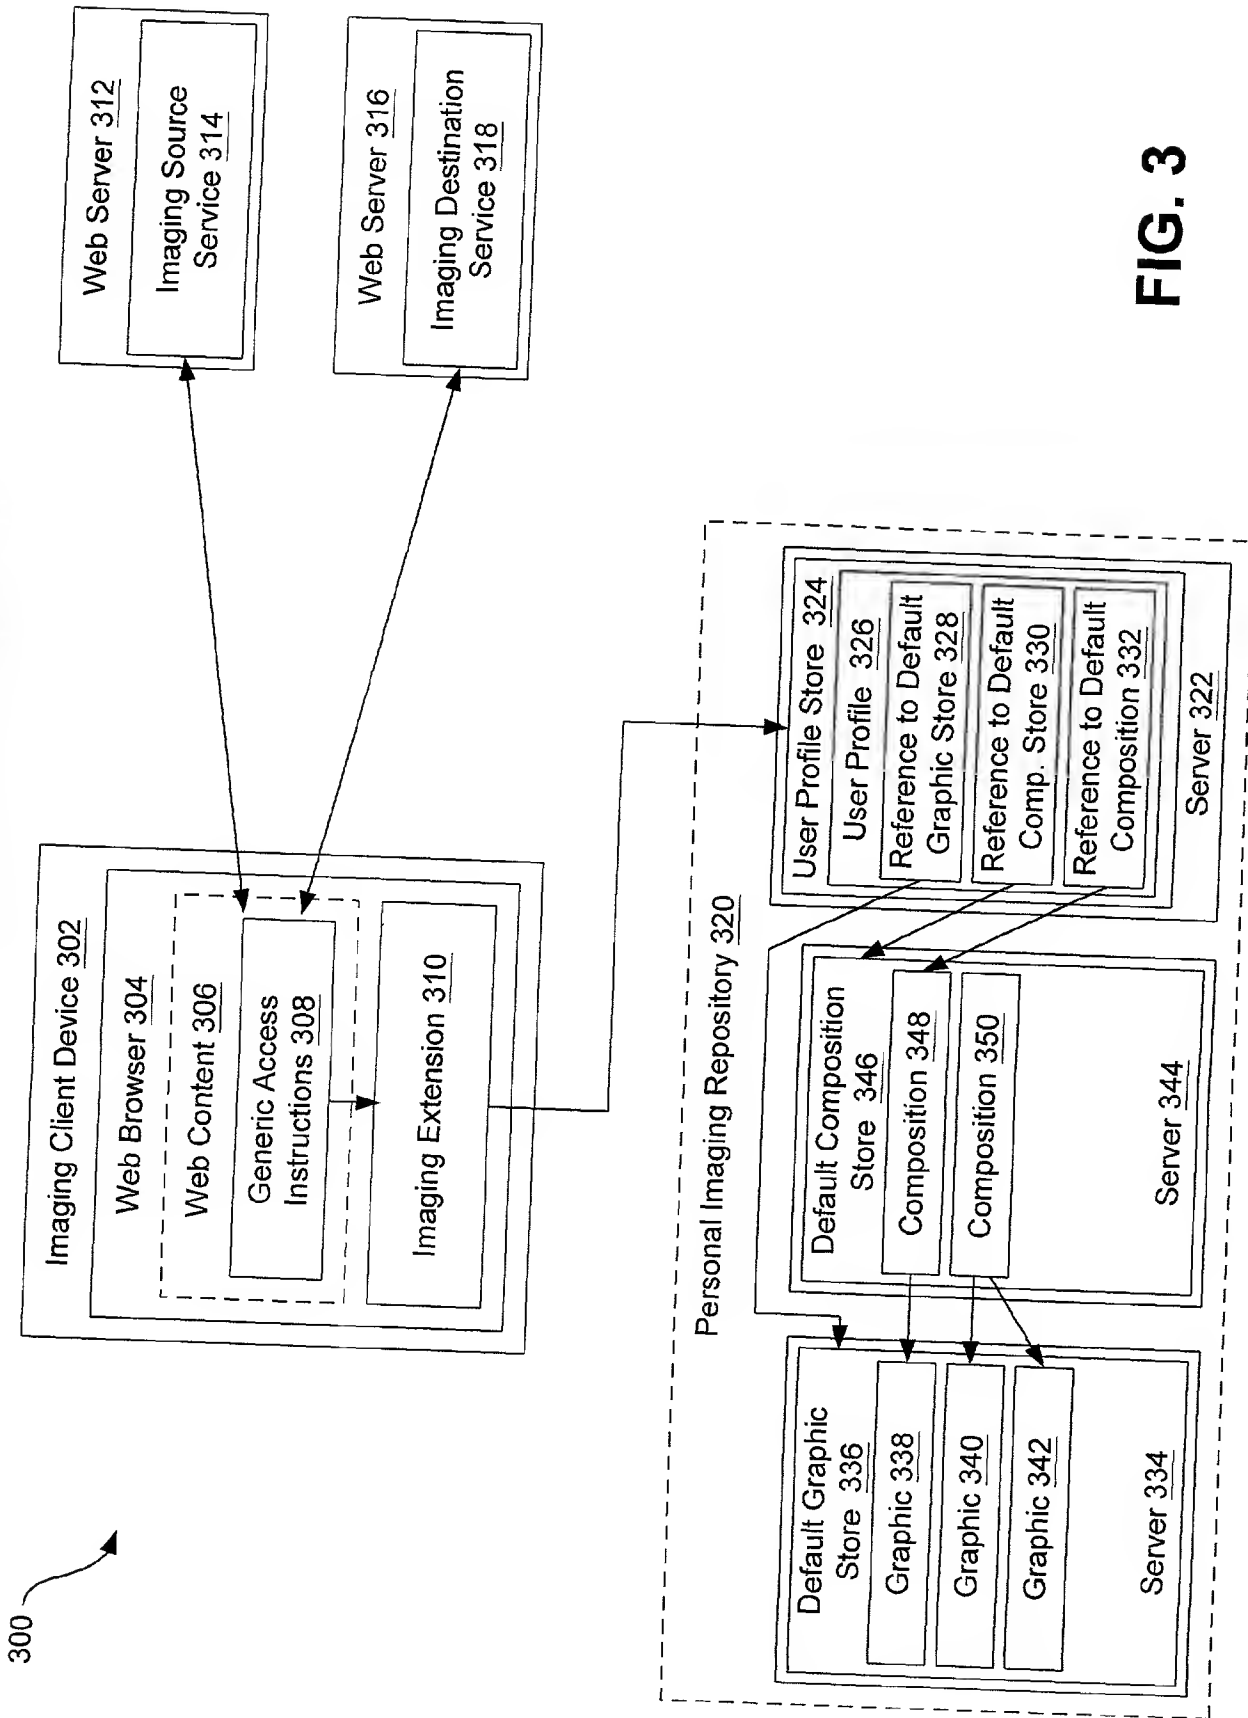 300
Imaging Client Device 302
Web Browser 304
Web Content 306
Generic Access
Instructions 308
Imaging Extension 310
Web Server 312
Imaging Source
Service 314
Web Server 316
Imaging Destination
Service 318
Personal Imaging Repository 320
Default Graphic
Store 336
Graphic 338
Graphic 340
Graphic 342
Server 334
Default Composition
Store 346
Composition 348
Composition 350
Server 344
User Profile Store 324
User Profile 326
Reference to Default
Graphic Store 328
Reference to Default
Comp. Store 330
Reference to Default
Composition 332
Server 322
FIG. 3